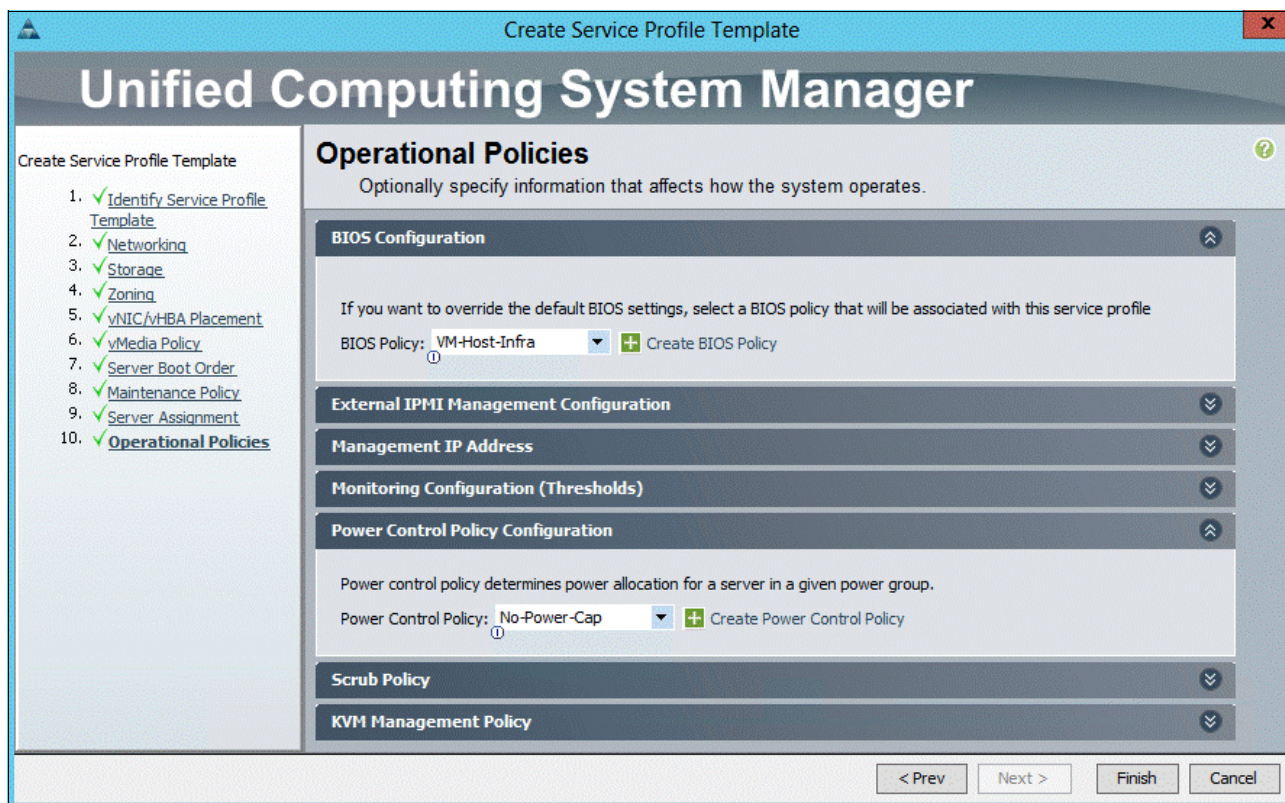 Create Service Profile Template
x
Unified Computing System Manager
Create Service Profile Template
1. Identify Service Profile
Template
2. Networking
3. Storage
4. Zoning
5. vNIC/vHBA Placement
6. vMedia Policy
7. Server Boot Order
8. Maintenance Policy
9. Server Assignment
10. Operational Policies
Operational Policies
?
Optionally specify information that affects how the system operates.
BIOS Configuration
If you want to override the default BIOS settings, select a BIOS policy that will be associated with this service profile
BIOS Policy: VM-Host-Infra Create BIOS Policy
External IPMI Management Configuration
Management IP Address
Monitoring Configuration (Thresholds)
Power Control Policy Configuration
Power control policy determines power allocation for a server in a given power group.
Power Control Policy: No-Power-Cap Create Power Control Policy
Scrub Policy
KVM Management Policy
< Prev
Next >
Finish
Cancel